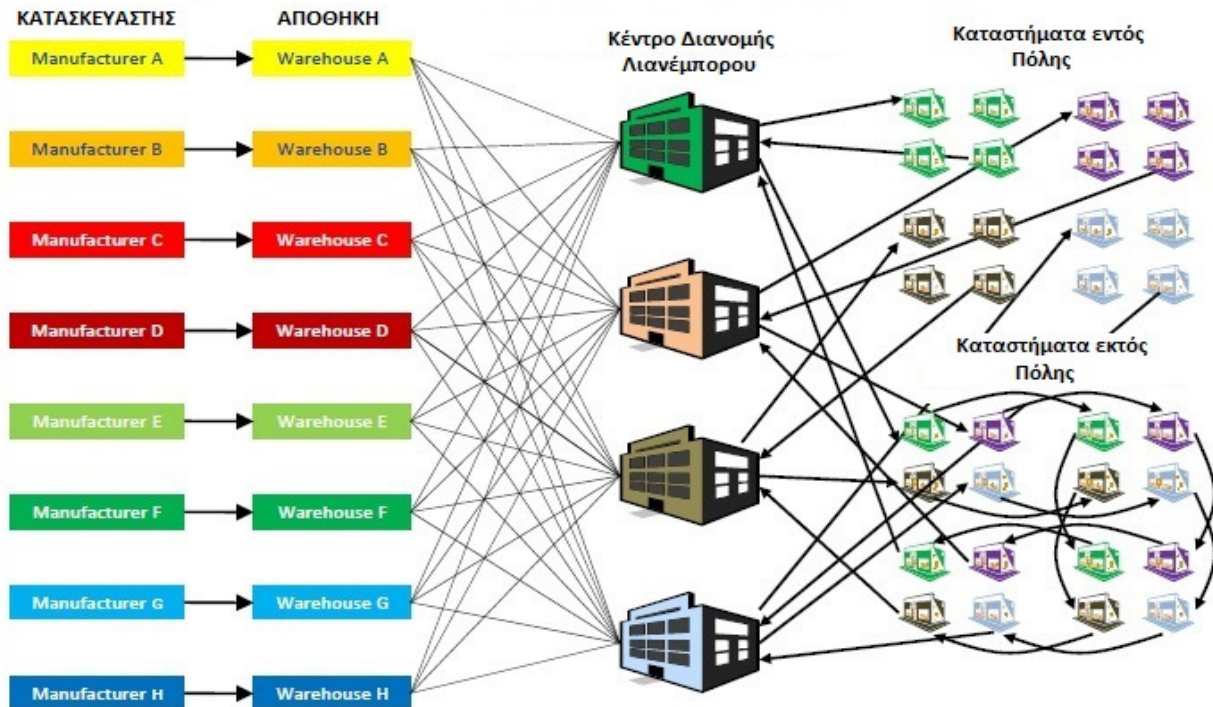 ΚΑΤΑΣΚΕΥΑΣΤΗΣ
ΑΠΟΘΗΚΗ
Κέντρο Διανομής
Λιανέμπορου
Καταστήματα εντός
Πόλης
Manufacturer A
Warehouse A
Manufacturer B
Warehouse B
Manufacturer C
Warehouse C
Manufacturer D
Warehouse D
Καταστήματα εκτός
Πόλης
Manufacturer E
Warehouse E
Manufacturer F
Warehouse F
Manufacturer G
Warehouse G
Manufacturer H
Warehouse H